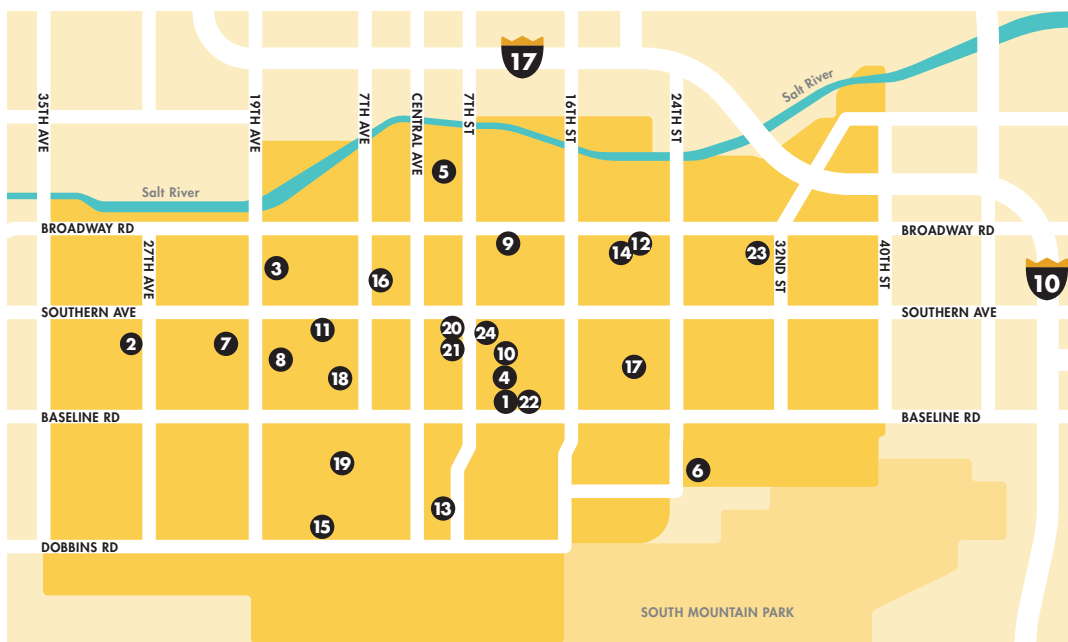 17
35TH AVE
19TH AVE
7TH AVE
CENTRAL AVE
7TH ST
16TH ST
24TH ST
Salt River
5
Salt River
BROADWAY RD
BROADWAY RD
27TH AVE
3
16
9
14
12
23
32ND ST
40TH ST
10
SOUTHERN AVE
SOUTHERN AVE
2
7
11
8
18
20
21
24
10
4
1
22
17
BASELINE RD
BASELINE RD
19
6
13
15
DOBBINS RD
SOUTH MOUNTAIN PARK